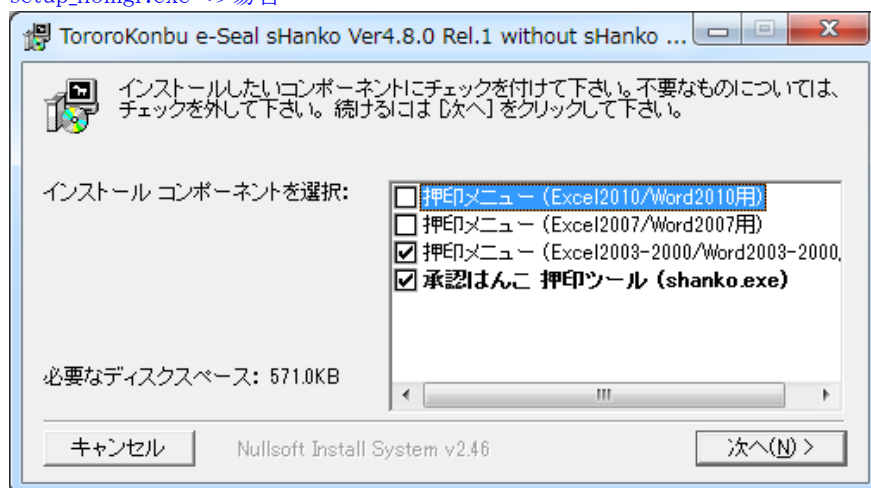 TororoKonbu e-Seal sHanko Ver4.8.0 Rel.1 without sHanko ...
インストールしたいコンポーネントにチェックを付けて下さい。不要なものについては、
チェックを外して下さい。続けるには [次へ] をクリックして下さい。
インストール コンポーネントを選択:
押印メニュー (Excel2010/Word2010用)
押印メニュー (Excel2007/Word2007用)
押印メニュー (Excel2003-2000/Word2003-2000,
承認はんこ 押印ツール (shanko.exe)
必要なディスクスペース: 571.0KB
キャンセル
Nullsoft Install System v2.46
次へ(N) >